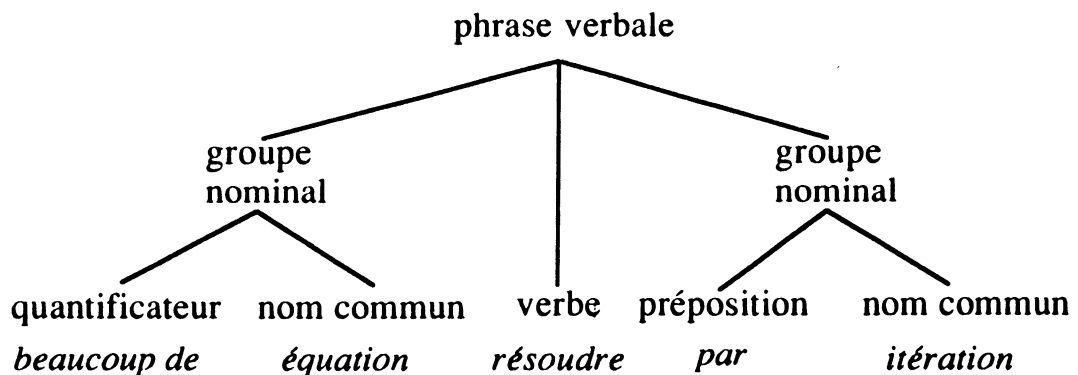 phrase verbale
groupe nominal groupe nominal
quantificateur nom commun verbe préposition nom commun
beaucoup de équation résoudre par itération